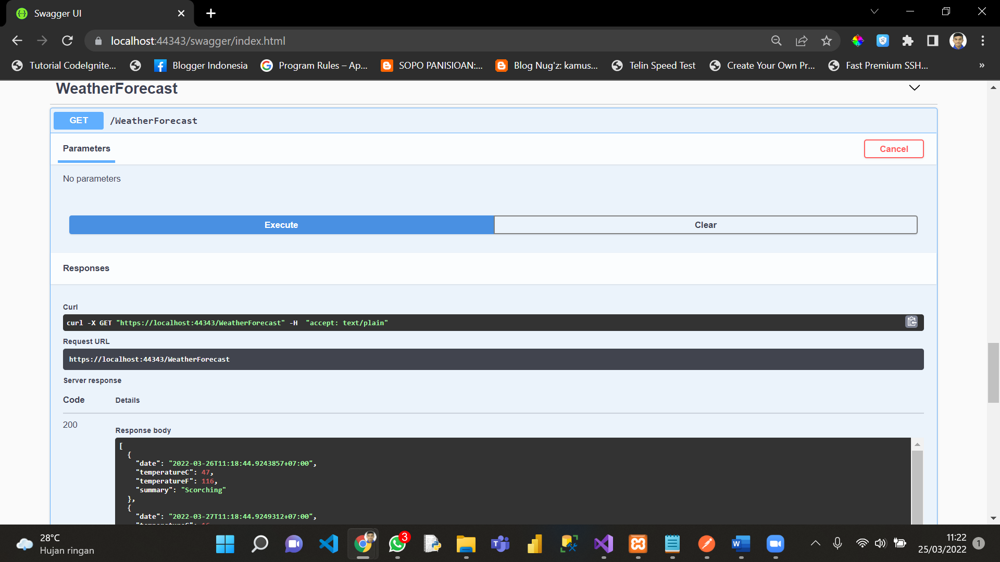 Swagger UI
localhost:44343/swagger/index.html
Tutorial CodeIgnite...
Blogger Indonesia
Program Rules – Ap...
SOPO PANISIOAN:...
Blog Nug'z: kamus...
Telin Speed Test
Create Your Own Pr...
Fast Premium SSH...
»
WeatherForecast
GET /WeatherForecast
Parameters
Cancel
No parameters
Execute
Clear
Responses
Curl
curl -X GET "https://localhost:44343/WeatherForecast" -H  "accept: text/plain"
Request URL
https://localhost:44343/WeatherForecast
Server response
Code Details
200
Response body
[
{
"date": "2022-03-26T11:18:44.9243857+07:00",
"temperatureC": 47,
"temperatureF": 116,
"summary": "Scorching"
},
{
"date": "2022-03-27T11:18:44.9249312+07:00",
28°C
Hujan ringan
3
11:22
25/03/2022
1